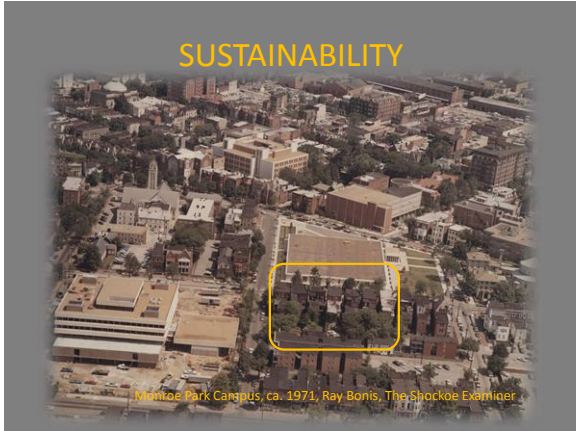 SUSTAINABILITY
Monroe Park Campus, ca. 1971, Ray Bonis, The Shockoe Examiner